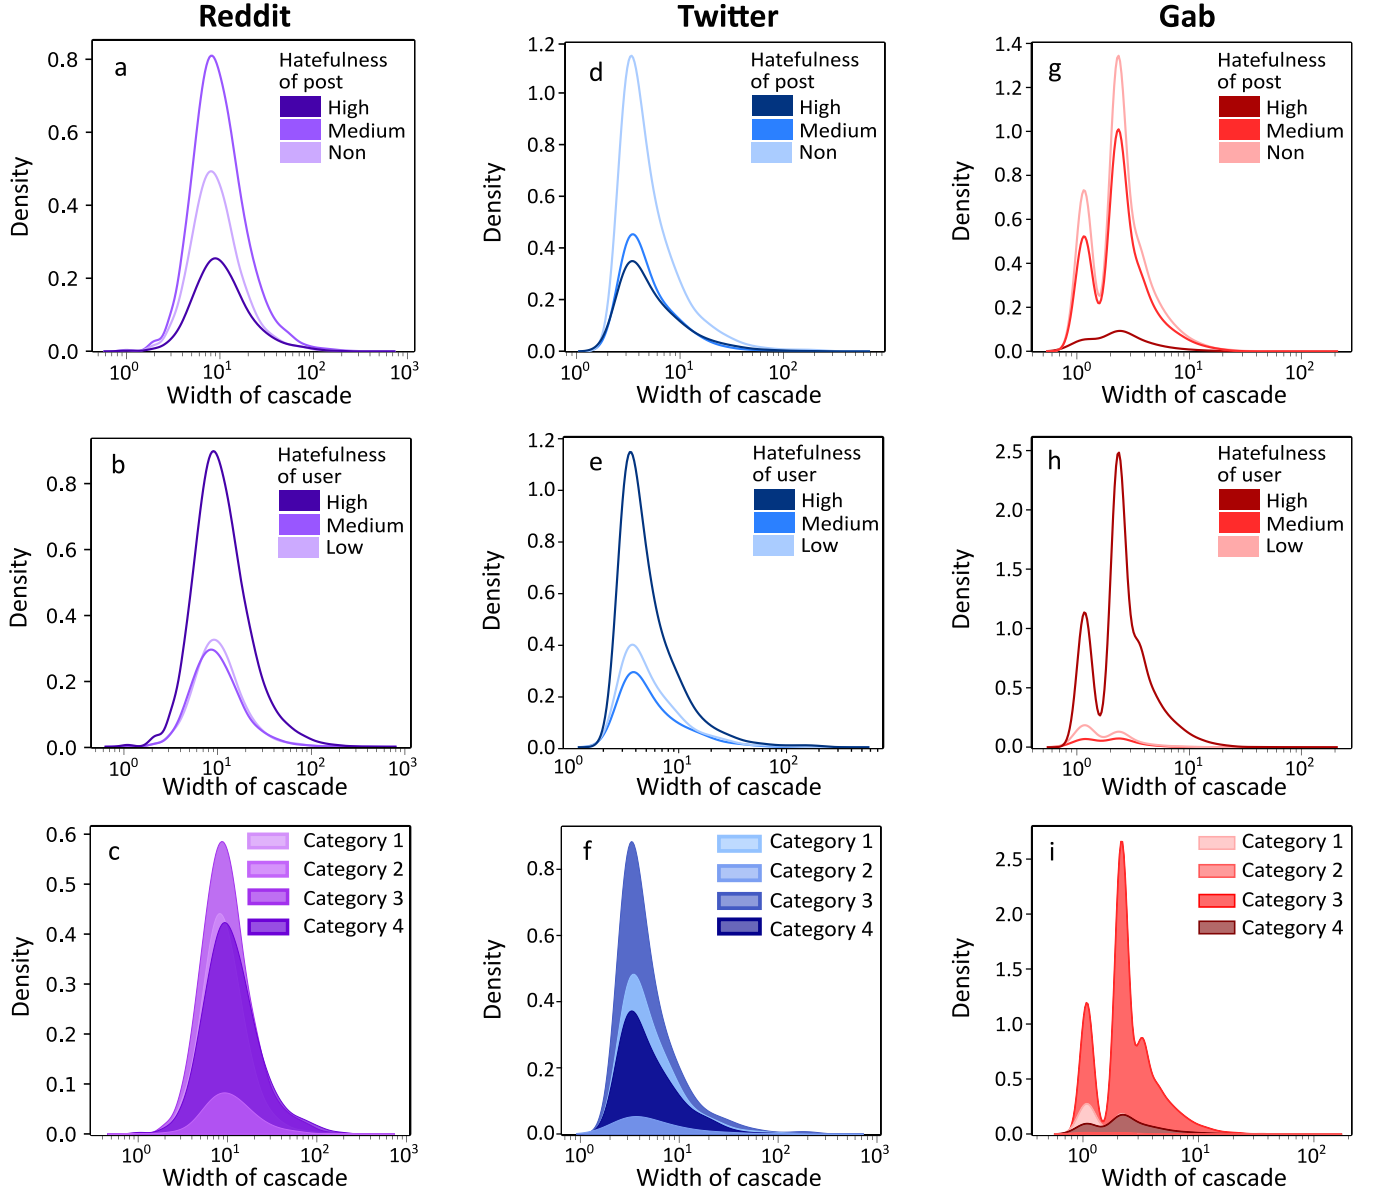 Reddit
Twitter
Gab
a
Hatefulness
of post
High
Medium
Non
Density
0.8
0.6
0.4
0.2
0.0
10⁰
10¹
10²
10³
Width of cascade
d
Hatefulness
of post
High
Medium
Non
Density
1.2
1.0
0.8
0.6
0.4
0.2
0.0
10⁰
10¹
10²
Width of cascade
g
Hatefulness
of post
High
Medium
Non
Density
1.4
1.2
1.0
0.8
0.6
0.4
0.2
0.0
10⁰
10¹
10²
Width of cascade
b
Hatefulness
of user
High
Medium
Low
Density
0.8
0.6
0.4
0.2
0.0
10⁰
10¹
10²
10³
Width of cascade
e
Hatefulness
of user
High
Medium
Low
Density
1.2
1.0
0.8
0.6
0.4
0.2
0.0
10⁰
10¹
10²
Width of cascade
h
Hatefulness
of user
High
Medium
Low
Density
2.5
2.0
1.5
1.0
0.5
0.0
10⁰
10¹
10²
Width of cascade
c
Category 1
Category 2
Category 3
Category 4
Density
0.6
0.5
0.4
0.3
0.2
0.1
0.0
10⁰
10¹
10²
10³
Width of cascade
f
Category 1
Category 2
Category 3
Category 4
Density
0.8
0.6
0.4
0.2
0.0
10⁰
10¹
10²
10³
Width of cascade
i
Category 1
Category 2
Category 3
Category 4
Density
2.5
2.0
1.5
1.0
0.5
0.0
10⁰
10¹
10²
Width of cascade